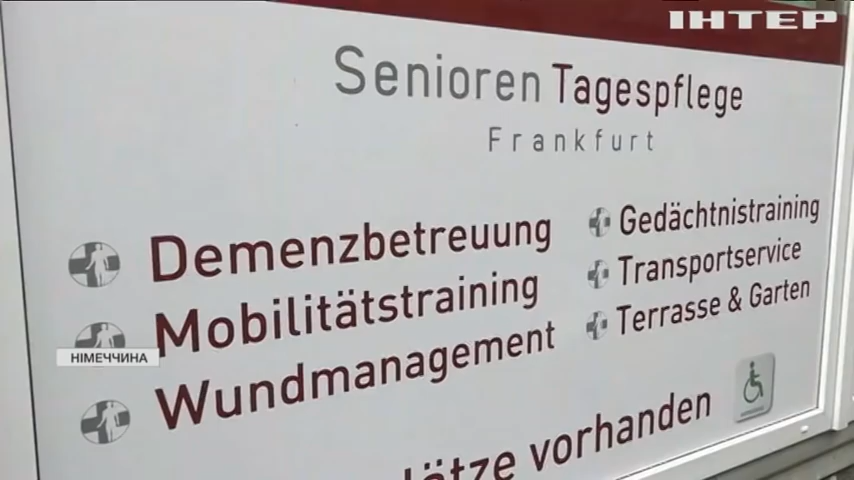 ІНТЕР
Senioren Tagespflege
Frankfurt
Demenzbetreuung
Mobilitätstraining
Wundmanagement
Gedächtnistraining
Transportservice
Terrasse & Garten
НІМЕЧЧИНА
vorhanden